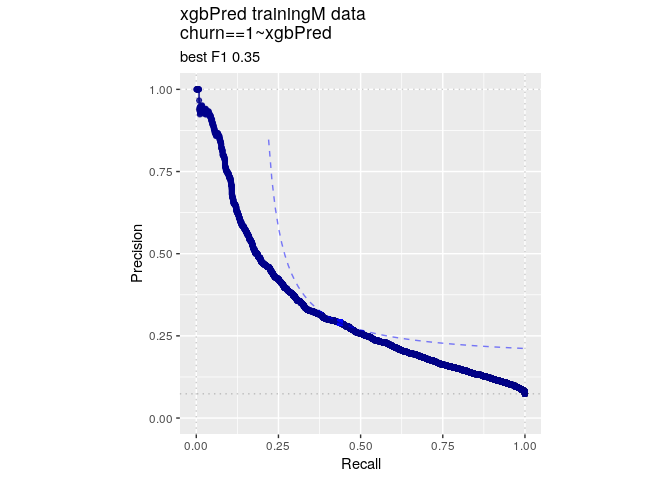 xgbPred trainingM data
churn==1~xgbPred
best F1 0.35
1.00
0.75
0.50
0.25
0.00
Precision
0.00 0.25 0.50 0.75 1.00
Recall